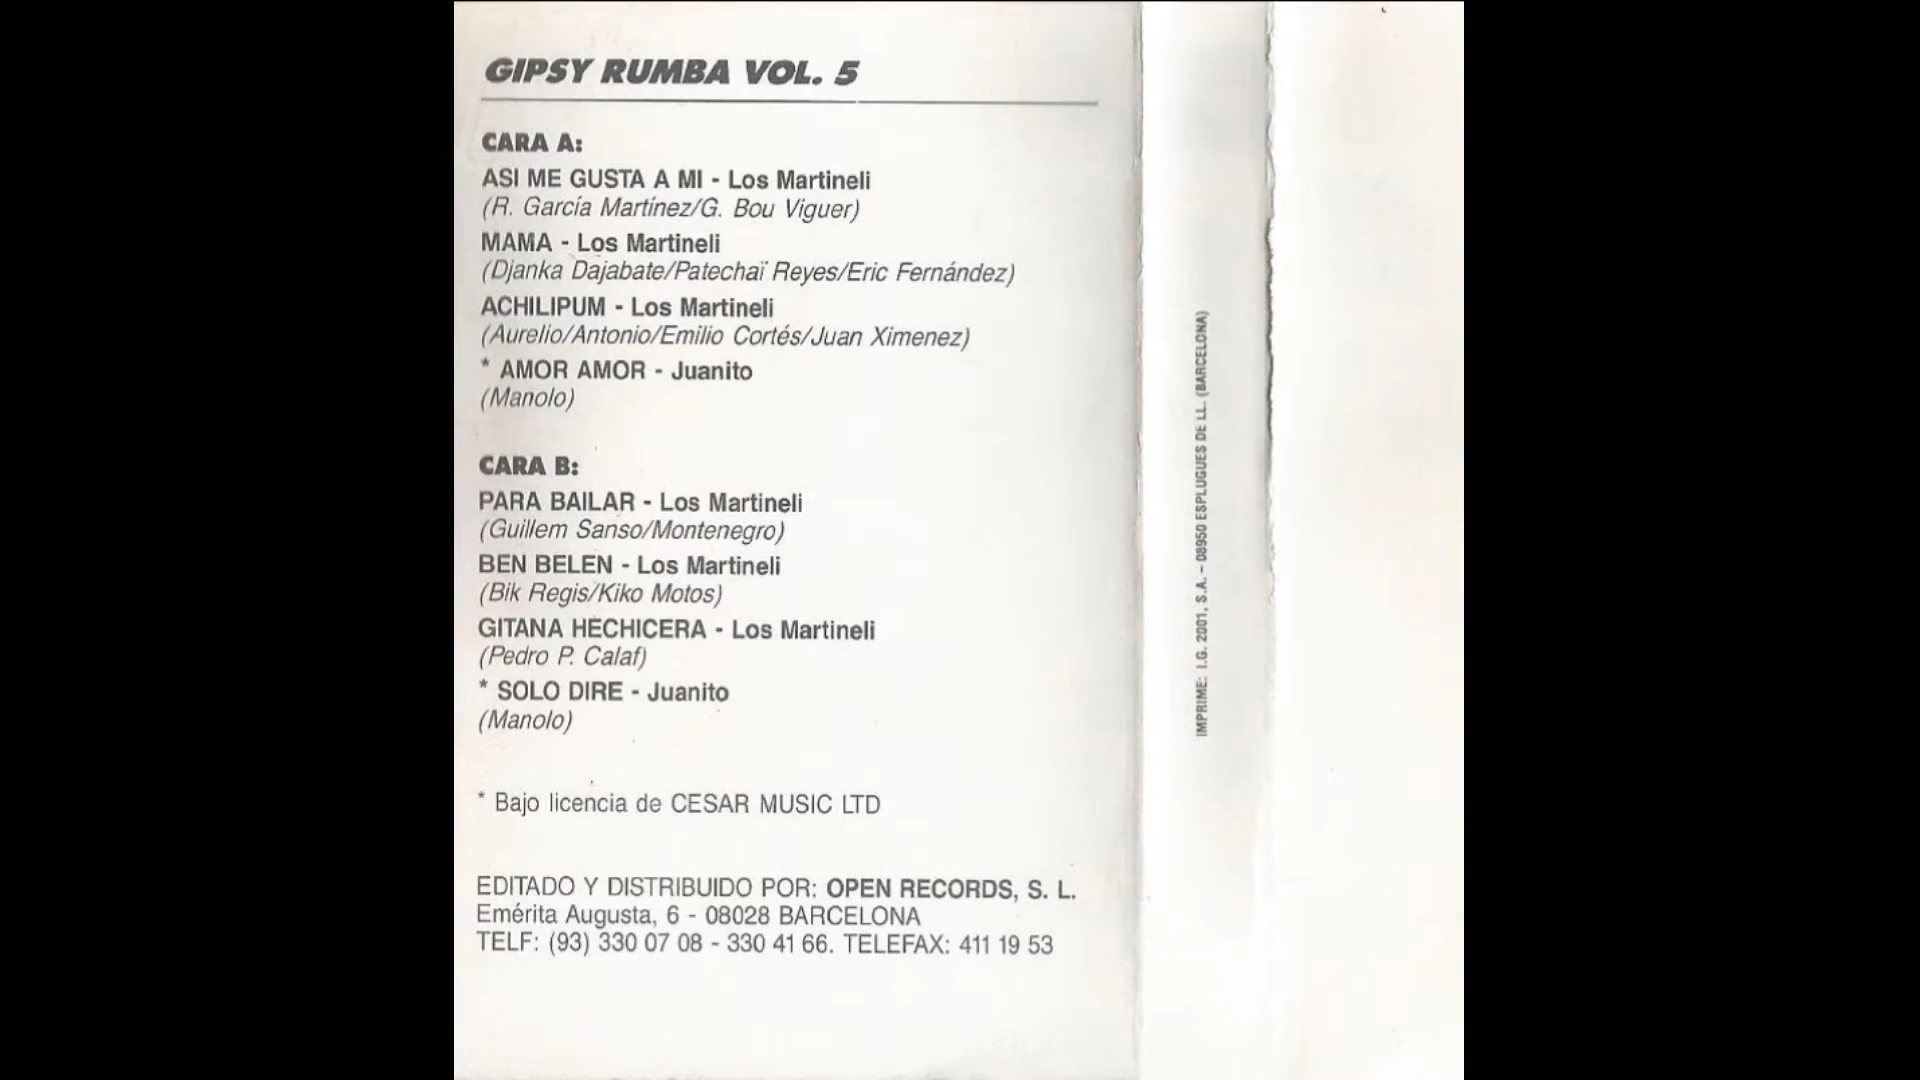 GIPSY RUMBA VOL. 5
CARA A:
ASI ME GUSTA A MI - Los Martineli
(R. García Martínez/G. Bou Viguer)
MAMA - Los Martineli
(Djanka Dajabate/Patechaï Reyes/Eric Fernández)
ACHILIPUM - Los Martineli
(Aurelio/Antonio/Emilio Cortés/Juan Ximenez)
* AMOR AMOR - Juanito
(Manolo)
CARA B:
PARA BAILAR - Los Martineli
(Guillem Sanso/Montenegro)
BEN BELEN - Los Martineli
(Bik Regis/Kiko Motos)
GITANA HECHICERA - Los Martineli
(Pedro P. Calaf)
* SOLO DIRE - Juanito
(Manolo)
* Bajo licencia de CESAR MUSIC LTD
EDITADO Y DISTRIBUIDO POR: OPEN RECORDS, S. L.
Emérita Augusta, 6 - 08028 BARCELONA
TELF: (93) 330 07 08 - 330 41 66. TELEFAX: 411 19 53
IMPRIME: I.G. 2001, S.A. - 08950 ESPLUGUES DE LL. (BARCELONA)